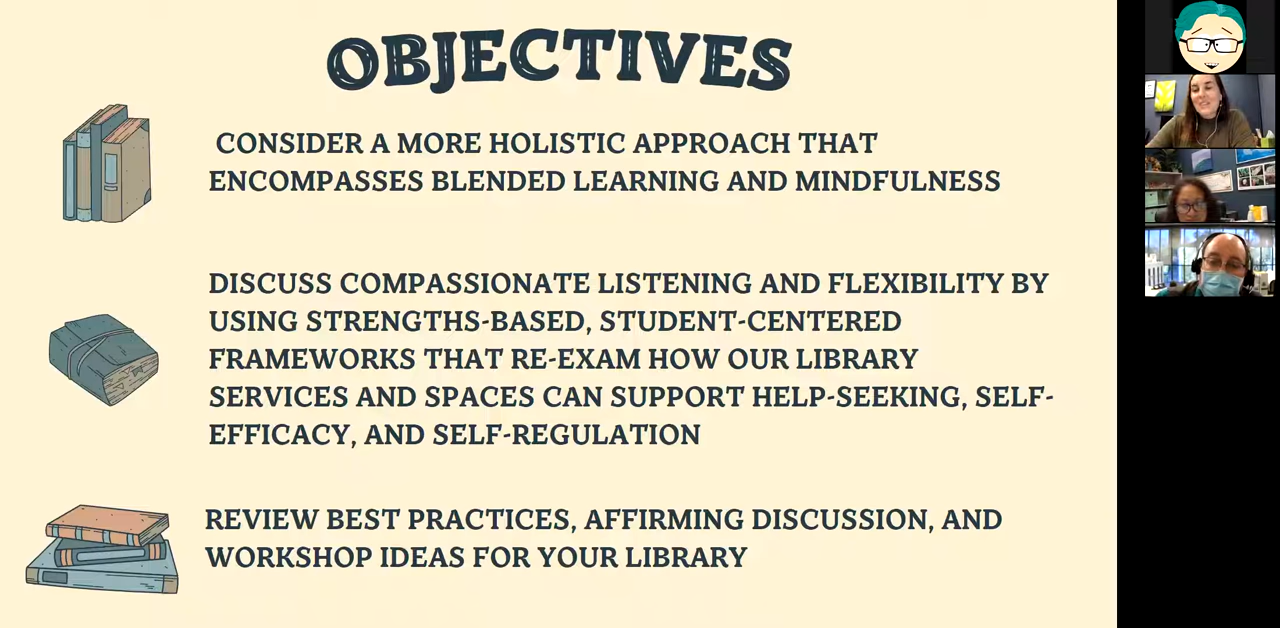 OBJECTIVES
CONSIDER A MORE HOLISTIC APPROACH THAT
ENCOMPASSES BLENDED LEARNING AND MINDFULNESS
DISCUSS COMPASSIONATE LISTENING AND FLEXIBILITY BY
USING STRENGTHS-BASED, STUDENT-CENTERED
FRAMEWORKS THAT RE-EXAM HOW OUR LIBRARY
SERVICES AND SPACES CAN SUPPORT HELP-SEEKING, SELF-
EFFICACY, AND SELF-REGULATION
REVIEW BEST PRACTICES, AFFIRMING DISCUSSION, AND
WORKSHOP IDEAS FOR YOUR LIBRARY